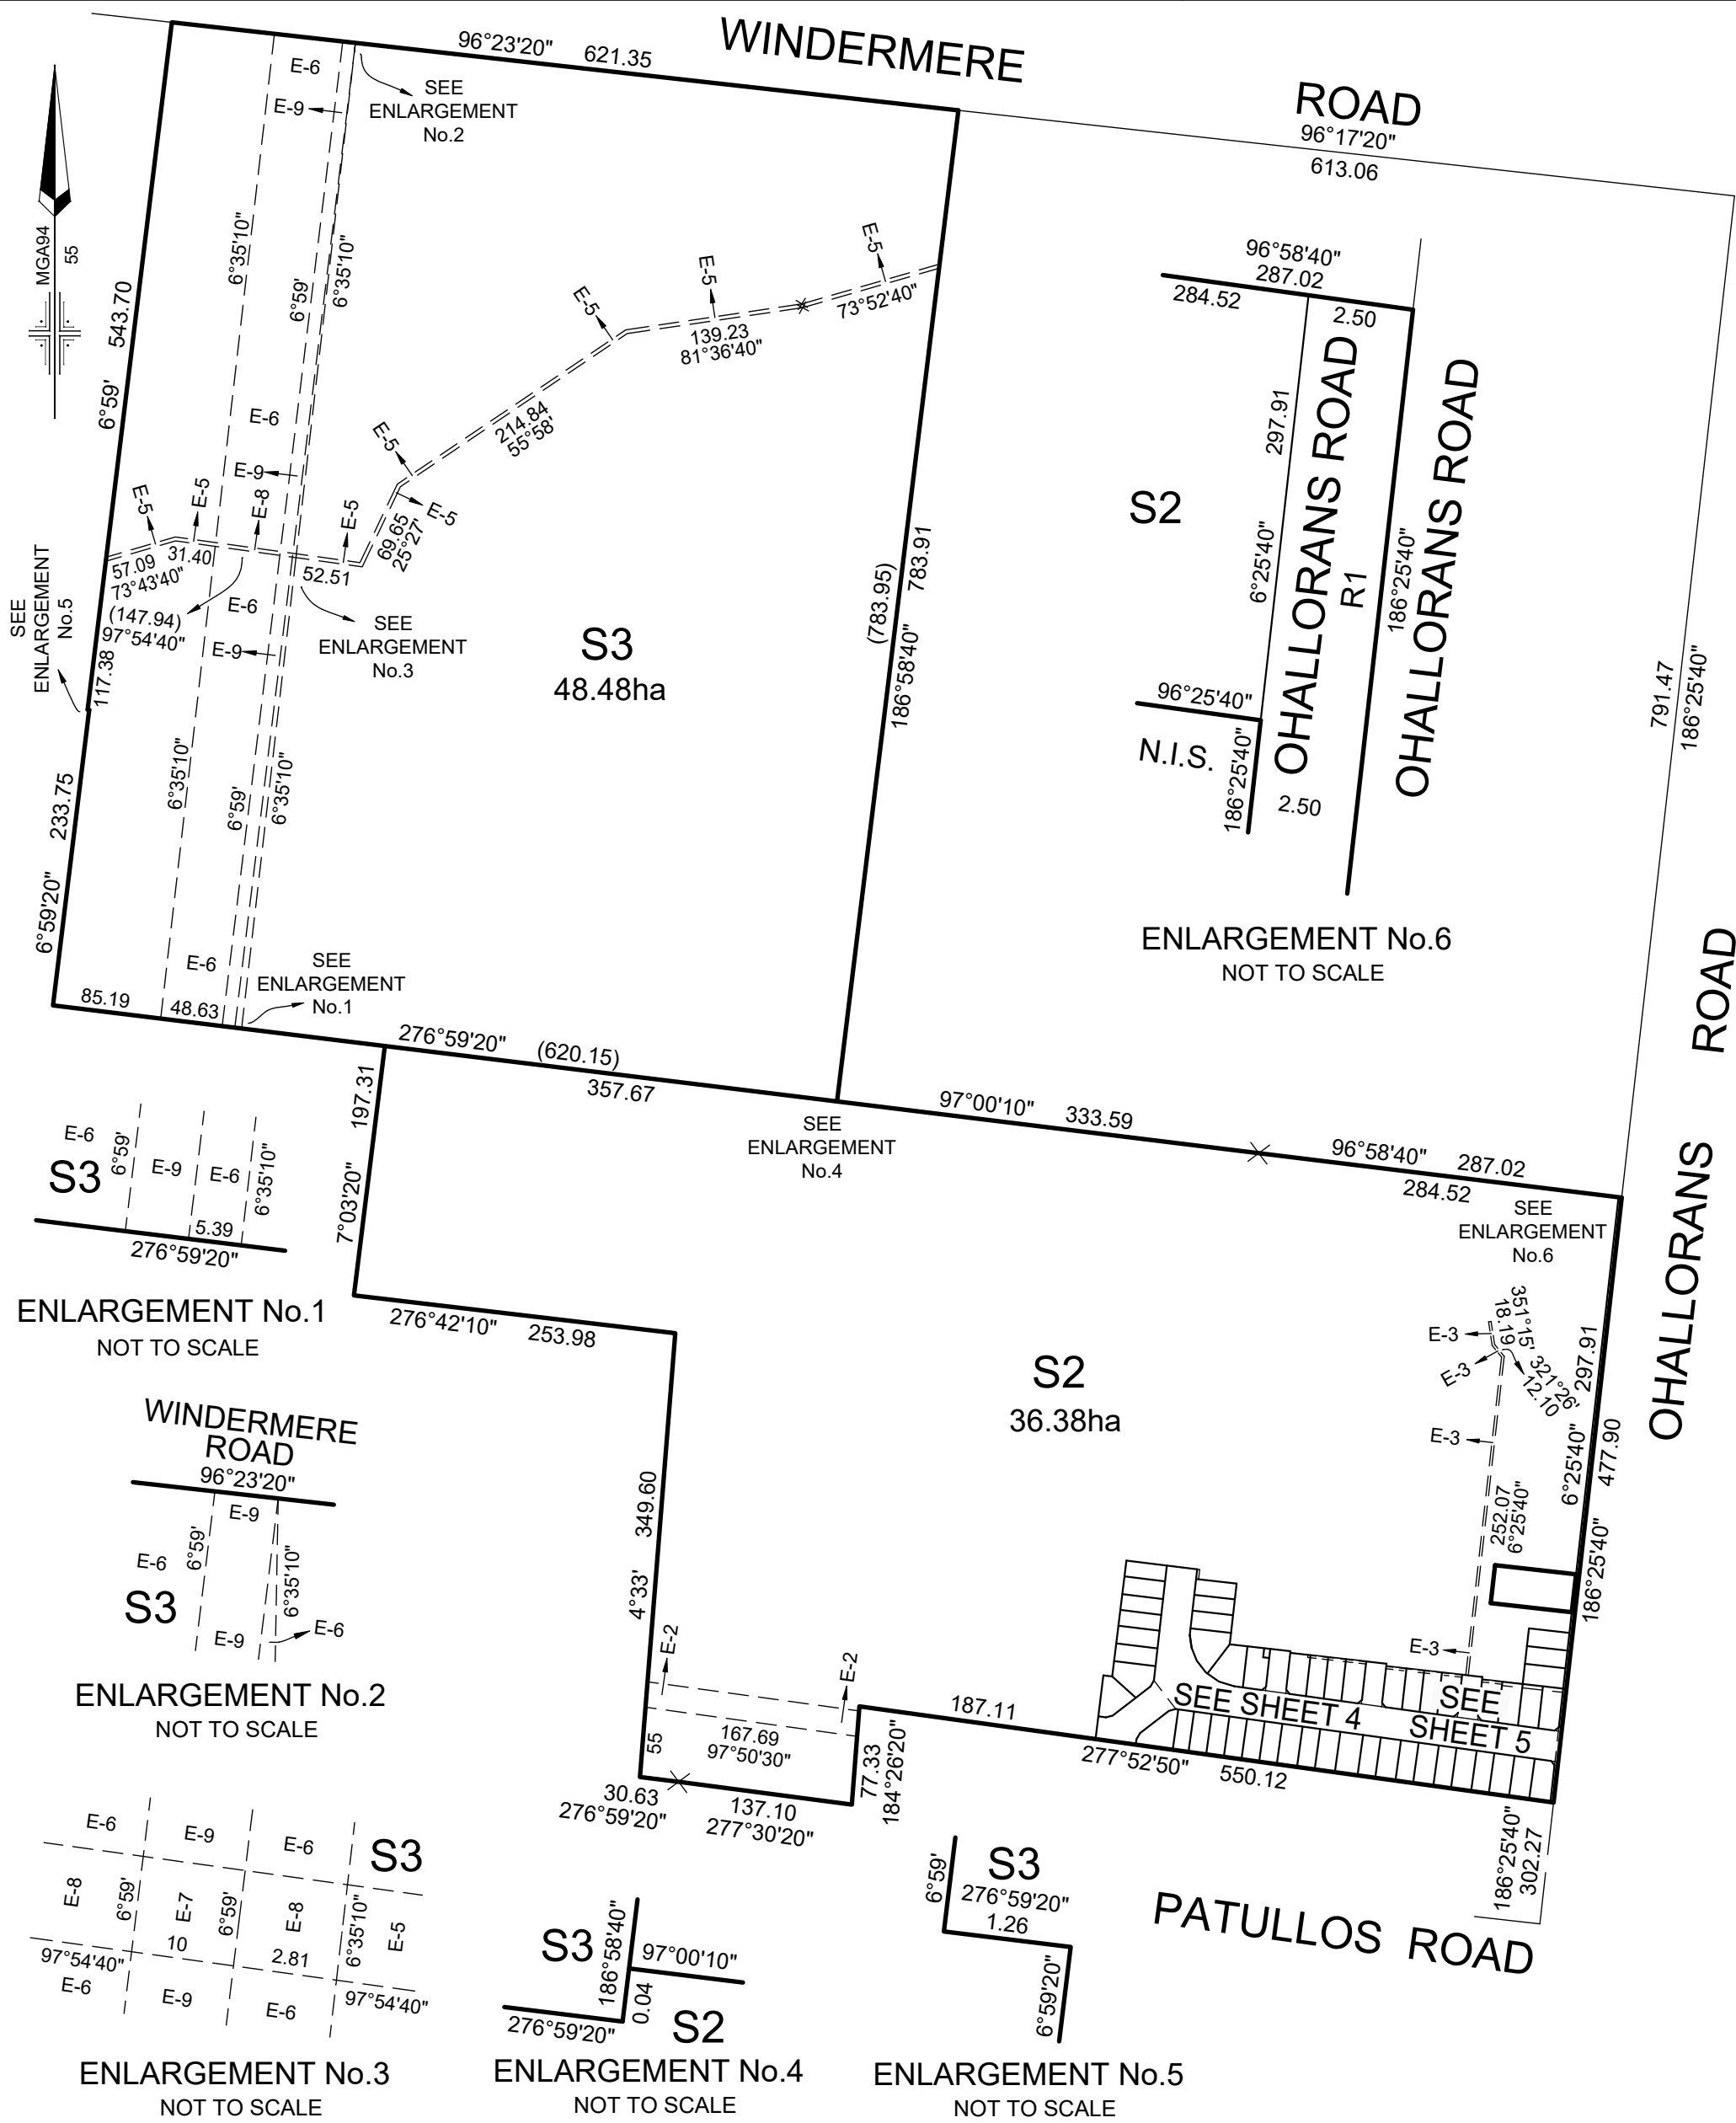 WINDERMERE
ROAD
96°23'20" 621.35
96°17'20"
613.06
MGA94
55
E-6
E-9
SEE
ENLARGEMENT
No.2
6°35'10"
6°59'
6°35'10"
543.70
6°59'
E-5
E-5
E-5
73°52'40"
139.23
81°36'40"
214.84
55°58'
E-5
E-6
E-9
E-5
E-5
E-8
E-5
E-5
69.65
25°27'
57.09
73°43'40"
31.40
52.51
(147.94)
97°54'40"
E-6
E-9
SEE
ENLARGEMENT
No.3
SEE
ENLARGEMENT
No.5
117.38
S3
48.48ha
(783.95)
783.91
186°58'40"
233.75
6°59'20"
6°35'10"
6°59'
6°35'10"
E-6
SEE
ENLARGEMENT
No.1
85.19
48.63
276°59'20" (620.15)
357.67
96°58'40"
287.02
284.52
2.50
S2
297.91
6°25'40"
OHALLORANS ROAD
R1
186°25'40"
OHALLORANS ROAD
96°25'40"
N.I.S.
186°25'40"
2.50
ENLARGEMENT No.6
NOT TO SCALE
791.47
186°25'40"
OHALLORANS ROAD
197.31
7°03'20"
SEE
ENLARGEMENT
No.4
97°00'10" 333.59
96°58'40" 287.02
284.52
SEE
ENLARGEMENT
No.6
276°42'10" 253.98
S2
36.38ha
351°15'
18.19
321°26'
12.10
E-3
E-3
E-3
E-3
297.91
6°25'40"
477.90
186°25'40"
252.07
6°25'40"
349.60
4°33'
E-2
E-2
55
167.69
97°50'30"
187.11
77.33
184°26'20"
30.63
276°59'20"
137.10
277°30'20"
SEE SHEET 4
SEE
SHEET 5
277°52'50" 550.12
186°25'40"
302.27
PATULLOS ROAD
E-6
S3
6°59'
E-9
E-6
6°35'10"
5.39
276°59'20"
ENLARGEMENT No.1
NOT TO SCALE
WINDERMERE
ROAD
96°23'20"
E-9
6°59'
E-6
S3
6°35'10"
E-9
E-6
ENLARGEMENT No.2
NOT TO SCALE
E-6
E-9
E-6
S3
E-8
6°59'
E-7
6°59'
E-8
6°35'10"
E-5
10
2.81
97°54'40"
E-6
E-9
E-6
97°54'40"
ENLARGEMENT No.3
NOT TO SCALE
S3
186°58'40"
97°00'10"
0.04
276°59'20"
S2
ENLARGEMENT No.4
NOT TO SCALE
6°59'
S3
276°59'20"
1.26
6°59'20"
ENLARGEMENT No.5
NOT TO SCALE